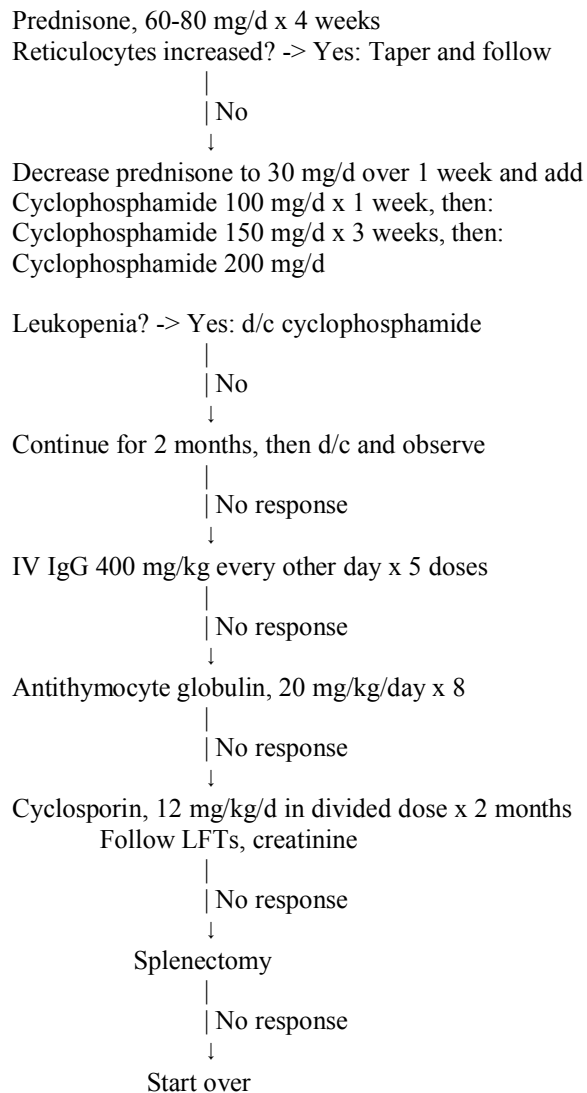 Prednisone, 60-80 mg/d x 4 weeks
Reticulocytes increased? -> Yes: Taper and follow
|
| No
↓
Decrease prednisone to 30 mg/d over 1 week and add
Cyclophosphamide 100 mg/d x 1 week, then:
Cyclophosphamide 150 mg/d x 3 weeks, then:
Cyclophosphamide 200 mg/d
Leukopenia? -> Yes: d/c cyclophosphamide
|
| No
↓
Continue for 2 months, then d/c and observe
|
| No response
↓
IV IgG 400 mg/kg every other day x 5 doses
|
| No response
↓
Antithymocyte globulin, 20 mg/kg/day x 8
|
| No response
↓
Cyclosporin, 12 mg/kg/d in divided dose x 2 months
Follow LFTs, creatinine
|
| No response
↓
Splenectomy
|
| No response
↓
Start over